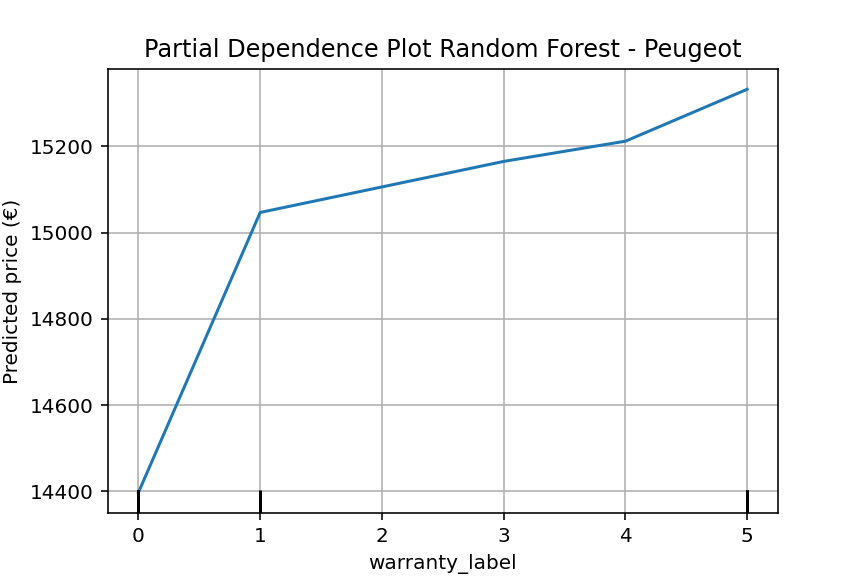 Partial Dependence Plot Random Forest - Peugeot
Predicted price (€)
15200
15000
14800
14600
14400
0 1 2 3 4 5
warranty_label